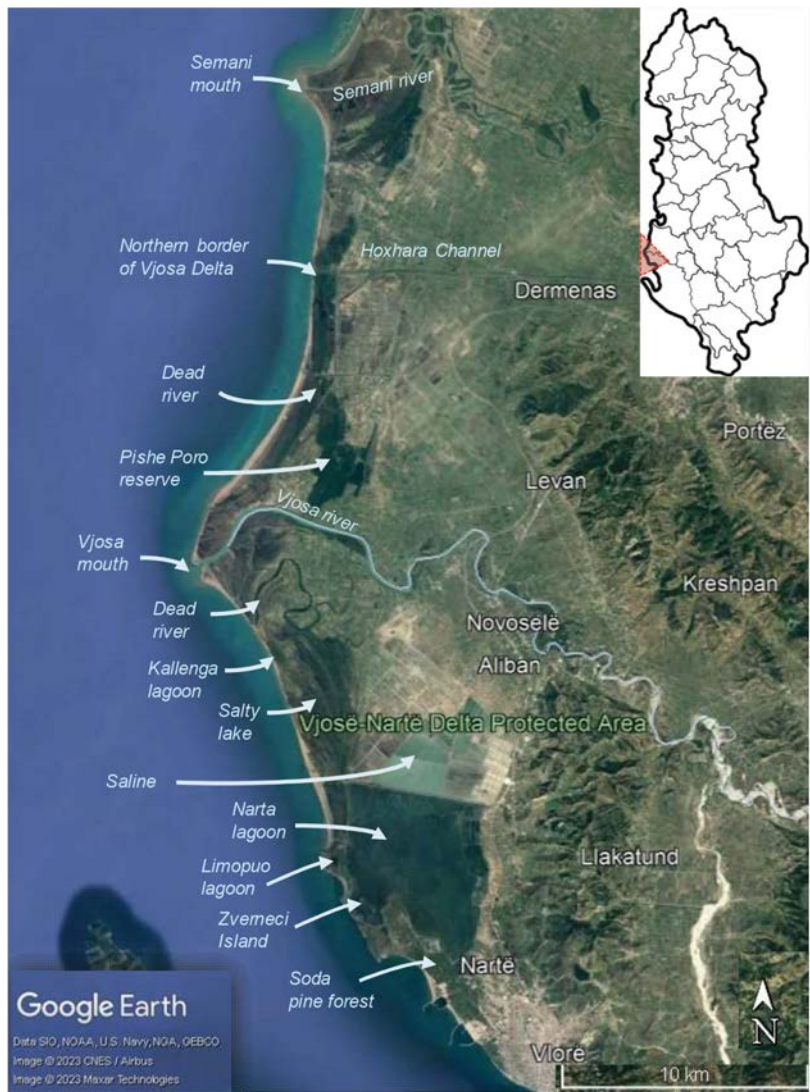 Semani
mouth
Semani river
Northern border
of Vjosa Delta
Hoxhara Channel
Dermenas
Dead
river
Portëz
Pishe Poro
reserve
Levan
Vjosa river
Vjosa
mouth
Kreshpan
Dead
river
Novoselë
Aliban
Kallenga
lagoon
Salty
lake
Vjosë-Nartë Delta Protected Area
Saline
Narta
lagoon
Llakatund
Limopuo
lagoon
Zverneci
Island
Soda
pine forest
Nartë
Vlorë
Google Earth
Data SIO, NOAA, U.S. Navy, NGA, GEBCO
Image © 2023 CNES / Airbus
Image © 2023 Maxar Technologies
N
10 km